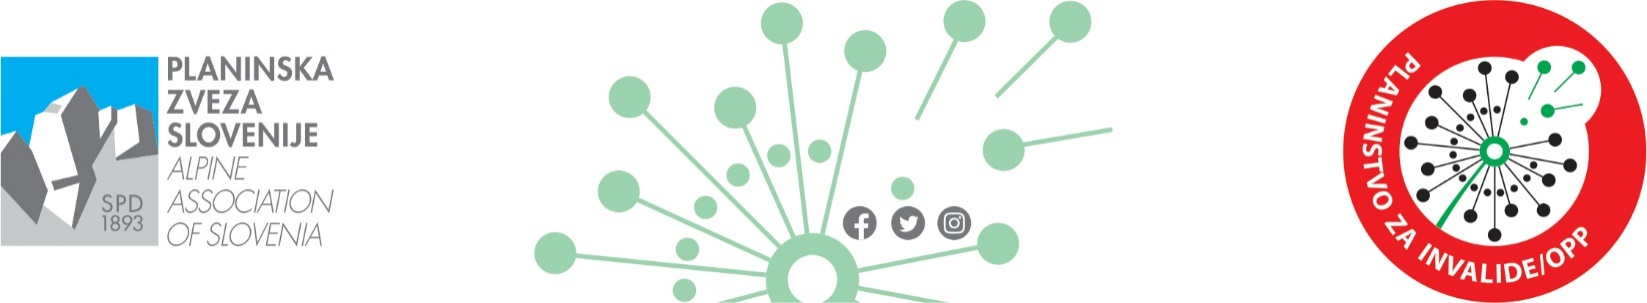 PLANINSKA
ZVEZA
SLOVENIJE
ALPINE
ASSOCIATION
OF SLOVENIA
SPD
1893
PLANINSTVO ZA INVALIDE/OPP